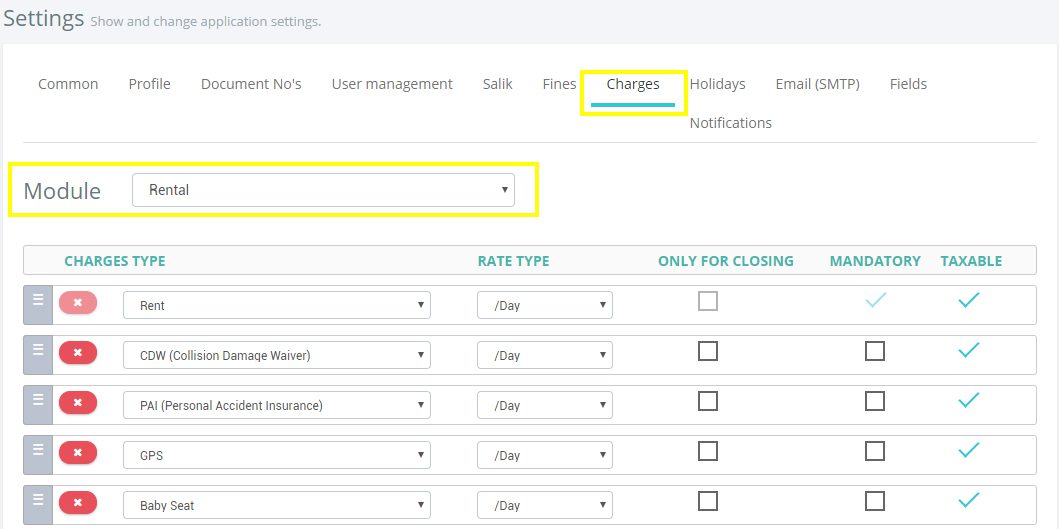 Settings Show and change application settings.
Common Profile Document No's User management Salik Fines Charges Holidays Email (SMTP) Fields
Notifications
Module Rental
CHARGES TYPE RATE TYPE ONLY FOR CLOSING MANDATORY TAXABLE
Rent /Day
CDW (Collision Damage Waiver) /Day
PAI (Personal Accident Insurance) /Day
GPS /Day
Baby Seat /Day